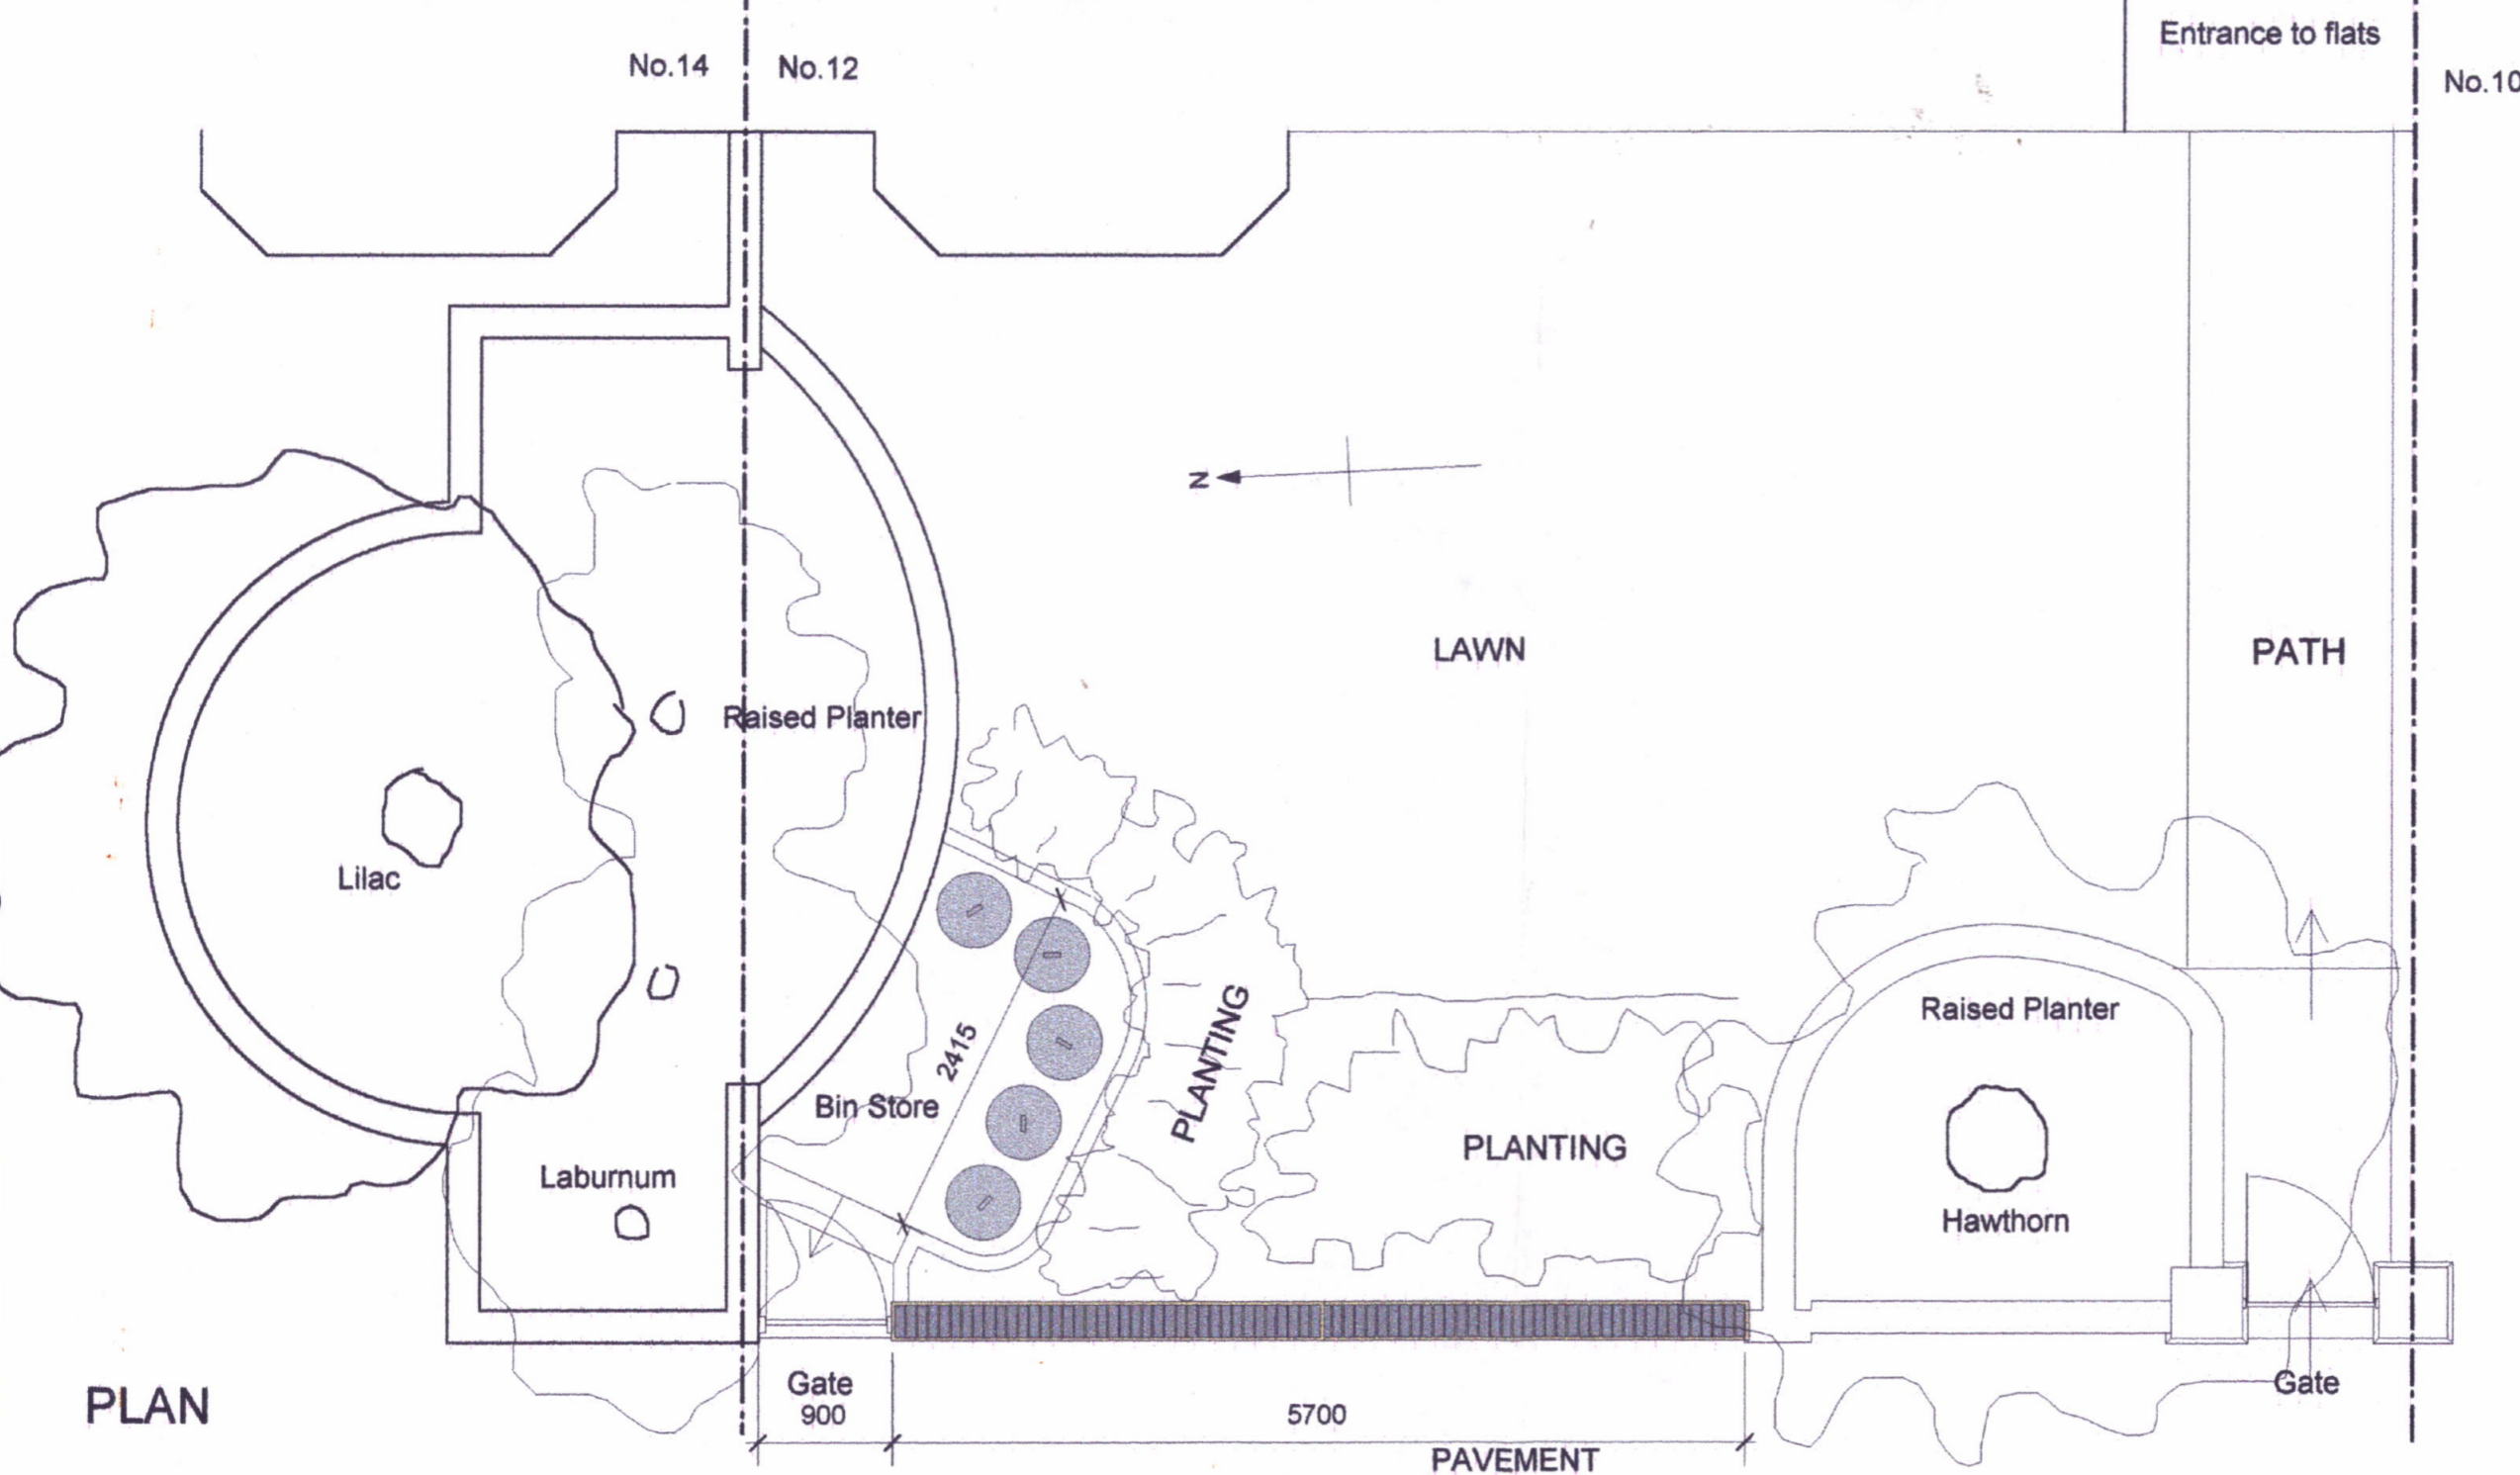 Entrance to flats
No.14
No.12
No.10
N
LAWN
PATH
Raised Planter
Lilac
Raised Planter
PLANTING
2415
Bin Store
PLANTING
Laburnum
Hawthorn
Gate
900
5700
Gate
PLAN
PAVEMENT